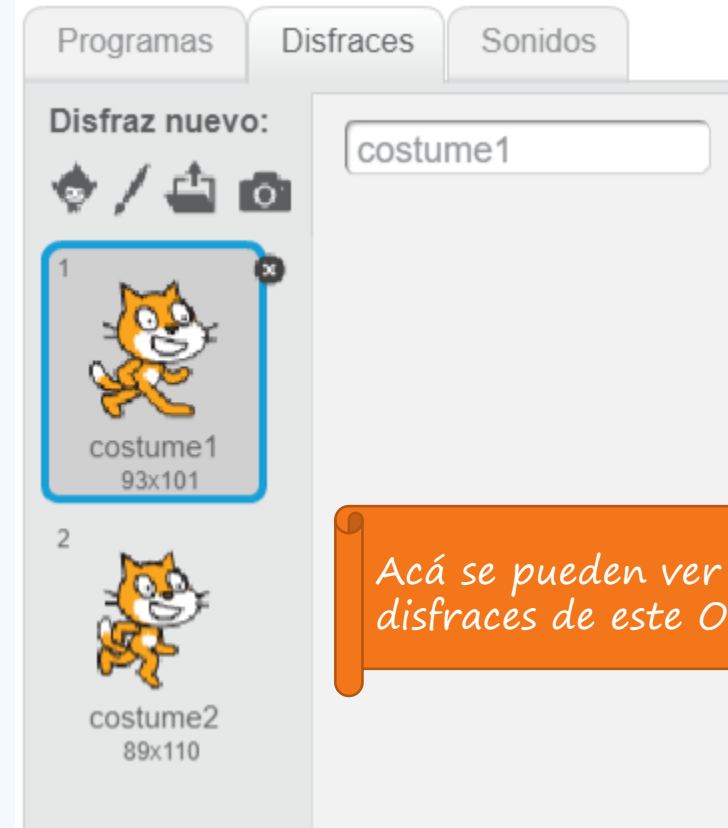 Programas Disfraces Sonidos
Disfraz nuevo:
costume1
1
costume1
93x101
2
costume2
89x110
Acá se pueden ver
disfraces de este O